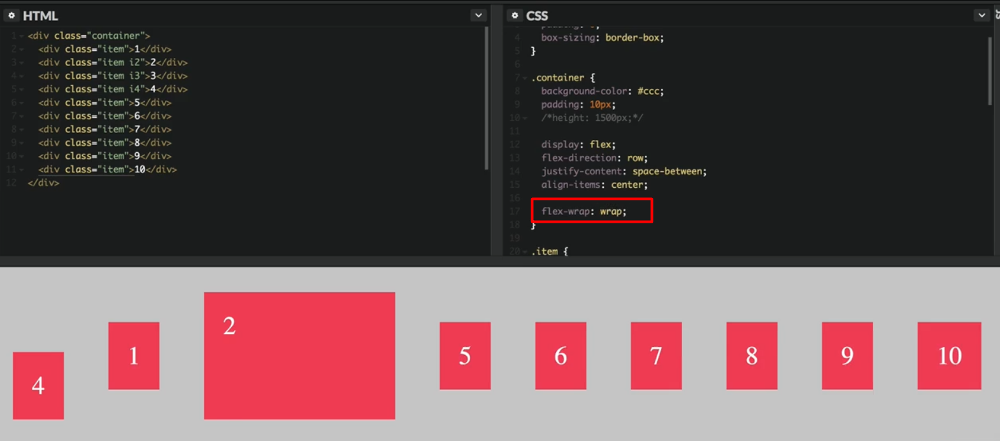 HTML
1 <div class="container">
2 <div class="item">1</div>
3 <div class="item i2">2</div>
4 <div class="item i3">3</div>
5 <div class="item i4">4</div>
6 <div class="item">5</div>
7 <div class="item">6</div>
8 <div class="item">7</div>
9 <div class="item">8</div>
10 <div class="item">9</div>
11 <div class="item">10</div>
12 </div>
CSS
4 box-sizing: border-box;
5 }
6
7 .container {
8 background-color: #ccc;
9 padding: 10px;
10 /*height: 1500px;*/
11
12 display: flex;
13 flex-direction: row;
14 justify-content: space-between;
15 align-items: center;
16
17 flex-wrap: wrap;
18 }
19
20 .item {
4
1
2
5
6
7
8
9
10